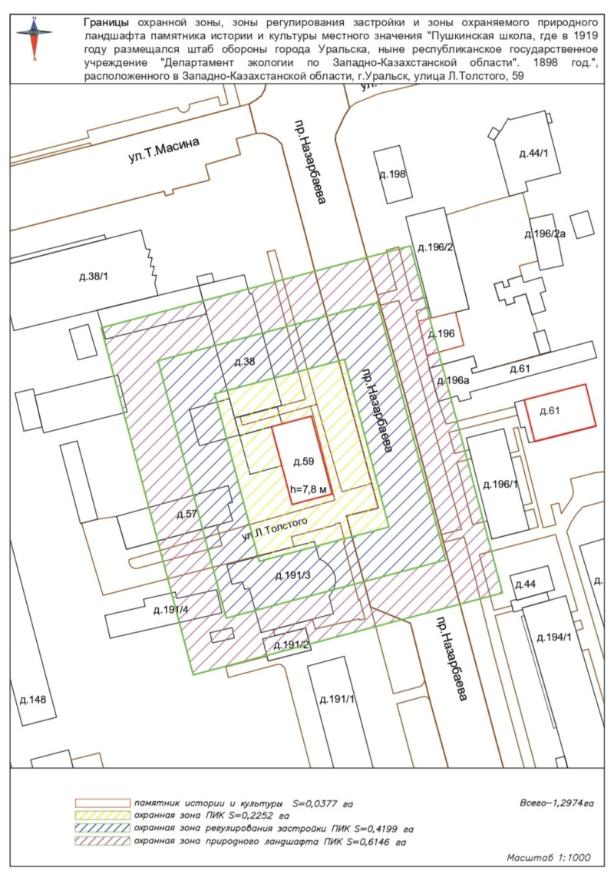 Границы охранной зоны, зоны регулирования застройки и зоны охраняемого природного
ландшафта памятника истории и культуры местного значения "Пушкинская школа, где в 1919
году размещался штаб обороны города Уральска, ныне республиканское государственное
учреждение "Департамент экологии по Западно-Казахстанской области". 1898 год.",
расположенного в Западно-Казахстанской области, г.Уральск, улица Л.Толстого, 59
ул.Т.Масина
пр.Назарбаева
д.44/1
д.198
д.196/2
д.196/2а
д.38/1
д.196
д.38
д.61
д.196а
пр.Назарбаева
д.61
д.59
h=7,8 м
д.196/1
д.57
ул.Л.Толстого
д.191/3
д.44
д.191/4
д.194/1
д.191/2
пр.Назарбаева
д.148
д.191/1
памятник истории и культуры S=0,0377 га
Всего-1,2974га
охранная зона ПИК S=0,2252 га
охранная зона регулирования застройки ПИК S=0,4199 га
охранная зона природного ландшафта ПИК S=0,6146 га
Масштаб 1:1000